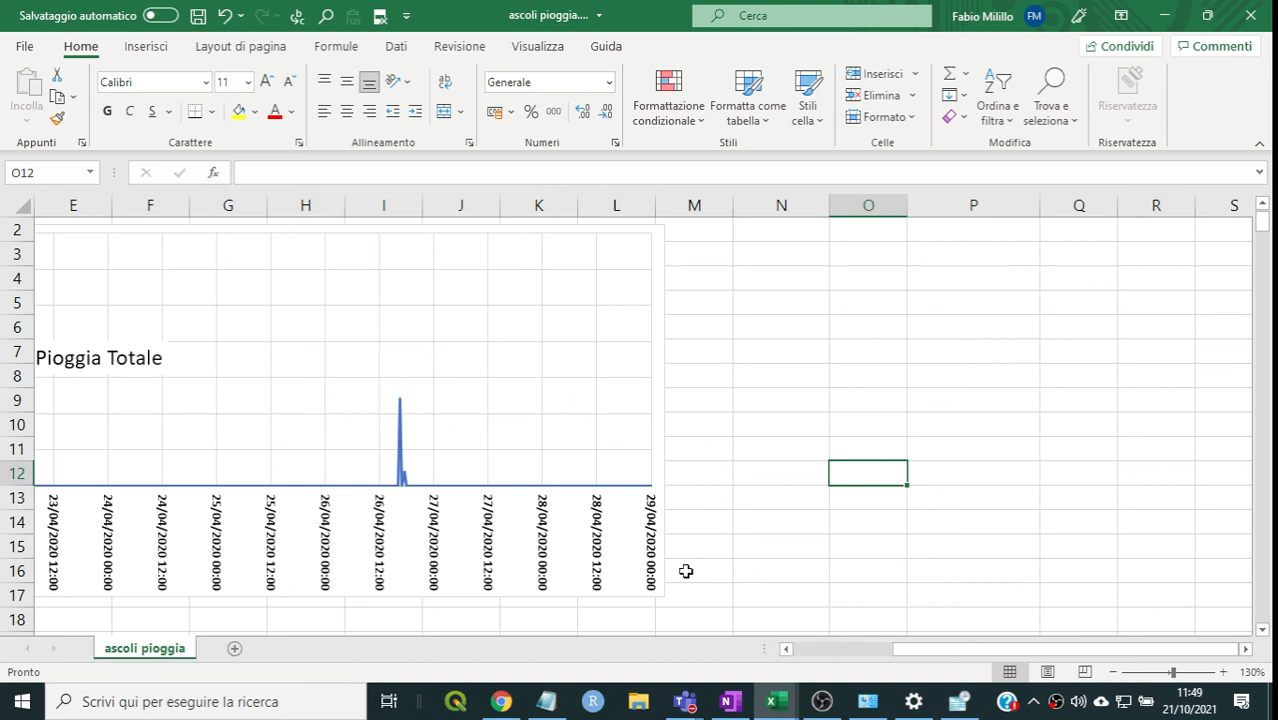 Salvataggio automatico
ascoli pioggia....
Cerca
Fabio Milillo FM
File Home Inserisci Layout di pagina Formule Dati Revisione Visualizza Guida
Condividi Commenti
Incolla
Calibri 11
G C S
Generale
% 000
Formattazione condizionale
Formatta come tabella
Stili cella
Inserisci
Elimina
Formato
Ordina e filtra
Trova e seleziona
Riservatezza
Appunti Carattere Allineamento Numeri Stili Celle Modifica Riservatezza
O12 fx
E F G H I J K L M N O P Q R S
2
3
4
5
6
7
8
9
10
11
12
13
14
15
16
17
18
Pioggia Totale
23/04/2020 12:00
24/04/2020 00:00
24/04/2020 12:00
25/04/2020 00:00
25/04/2020 12:00
26/04/2020 00:00
26/04/2020 12:00
27/04/2020 00:00
27/04/2020 12:00
28/04/2020 00:00
28/04/2020 12:00
29/04/2020 00:00
ascoli pioggia
Pronto
130%
Scrivi qui per eseguire la ricerca
11:49
21/10/2021